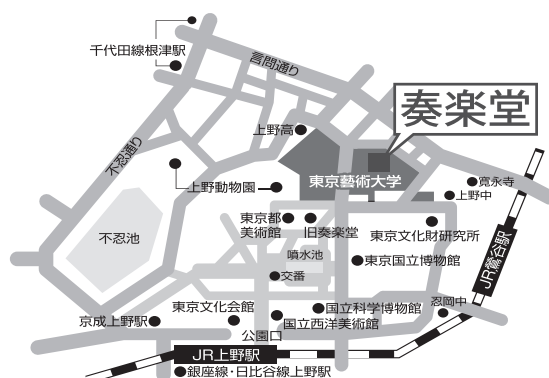 千代田線根津駅
言問通り
奏楽堂
上野高
不忍通り
上野動物園
東京藝術大学
寛永寺
上野中
東京都
美術館
旧奏楽堂
東京文化財研究所
不忍池
噴水池
東京国立博物館
JR鶯谷駅
交番
東京文化会館
国立科学博物館
忍岡中
京成上野駅
公園口
国立西洋美術館
JR上野駅
銀座線・日比谷線上野駅